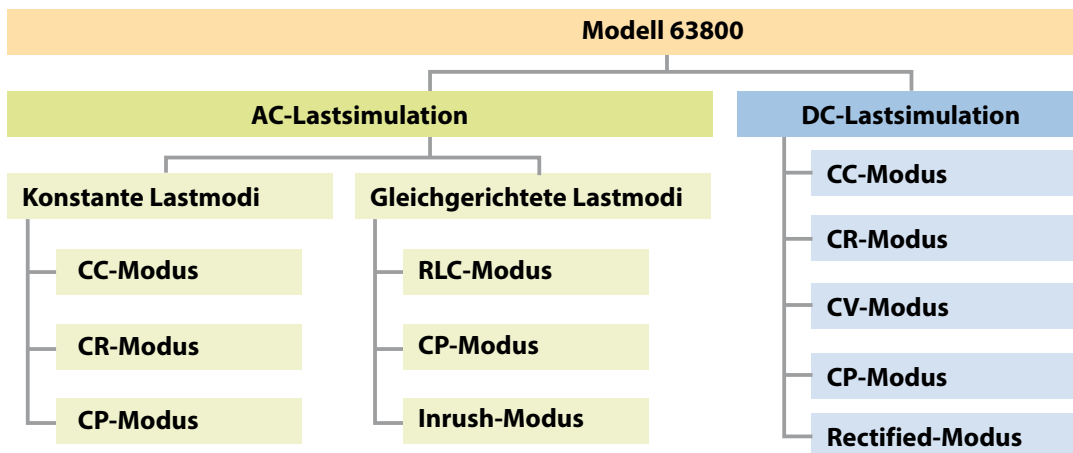 Modell 63800
AC-Lastsimulation
DC-Lastsimulation
Konstante Lastmodi
Gleichgerichtete Lastmodi
CC-Modus
CR-Modus
CP-Modus
RLC-Modus
CP-Modus
Inrush-Modus
CC-Modus
CR-Modus
CV-Modus
CP-Modus
Rectified-Modus